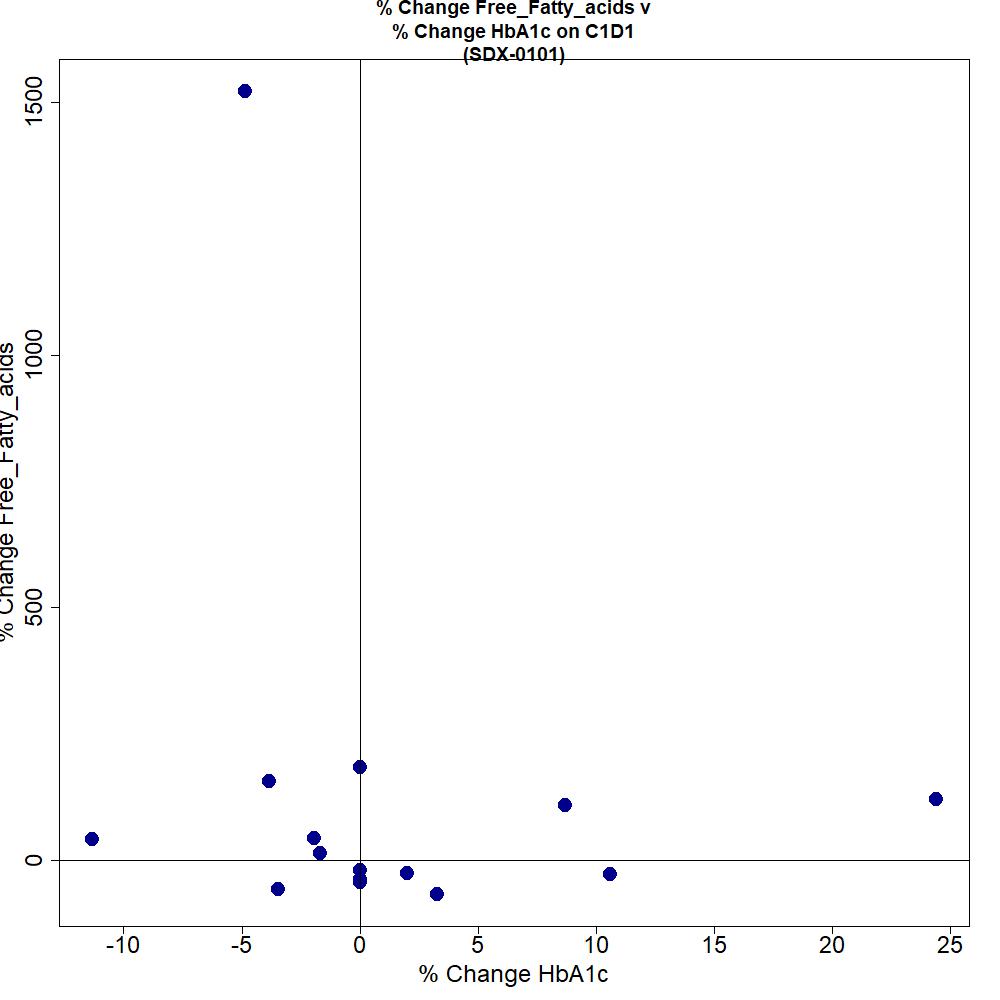 % Change Free_Fatty_acids v
% Change HbA1c on C1D1
(SDX-0101)
% Change Free_Fatty_acids
1500
1000
500
0
-10 -5 0 5 10 15 20 25
% Change HbA1c